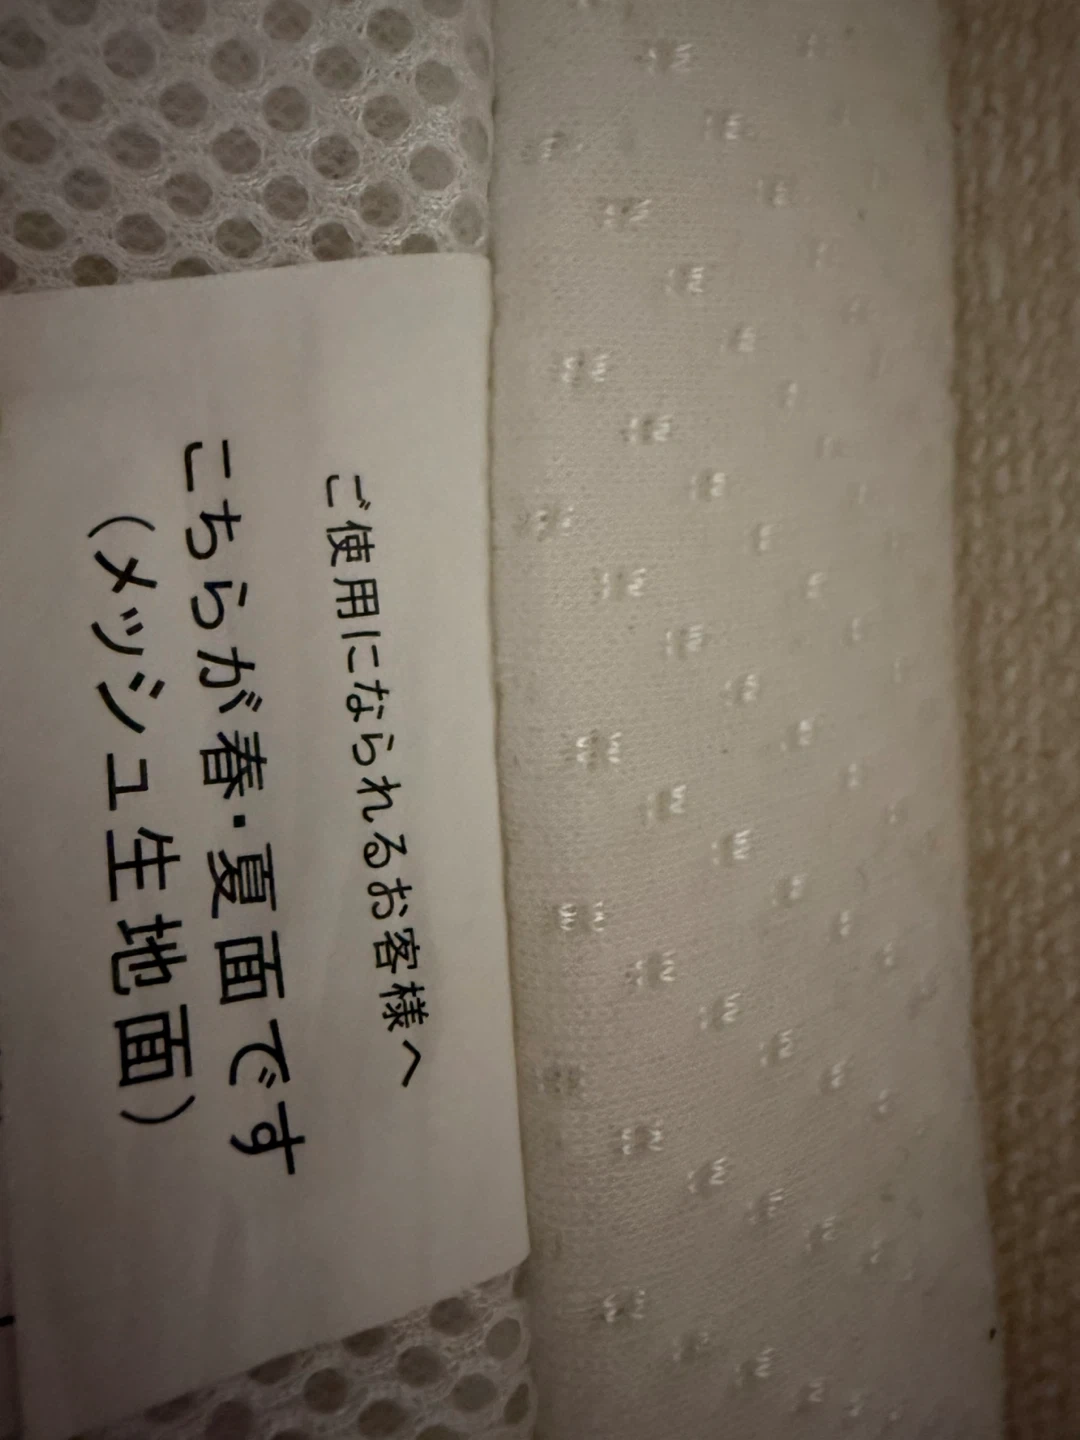 ご使用になられるお客様へ
こちらが春・夏面です
（メッシュ生地面）